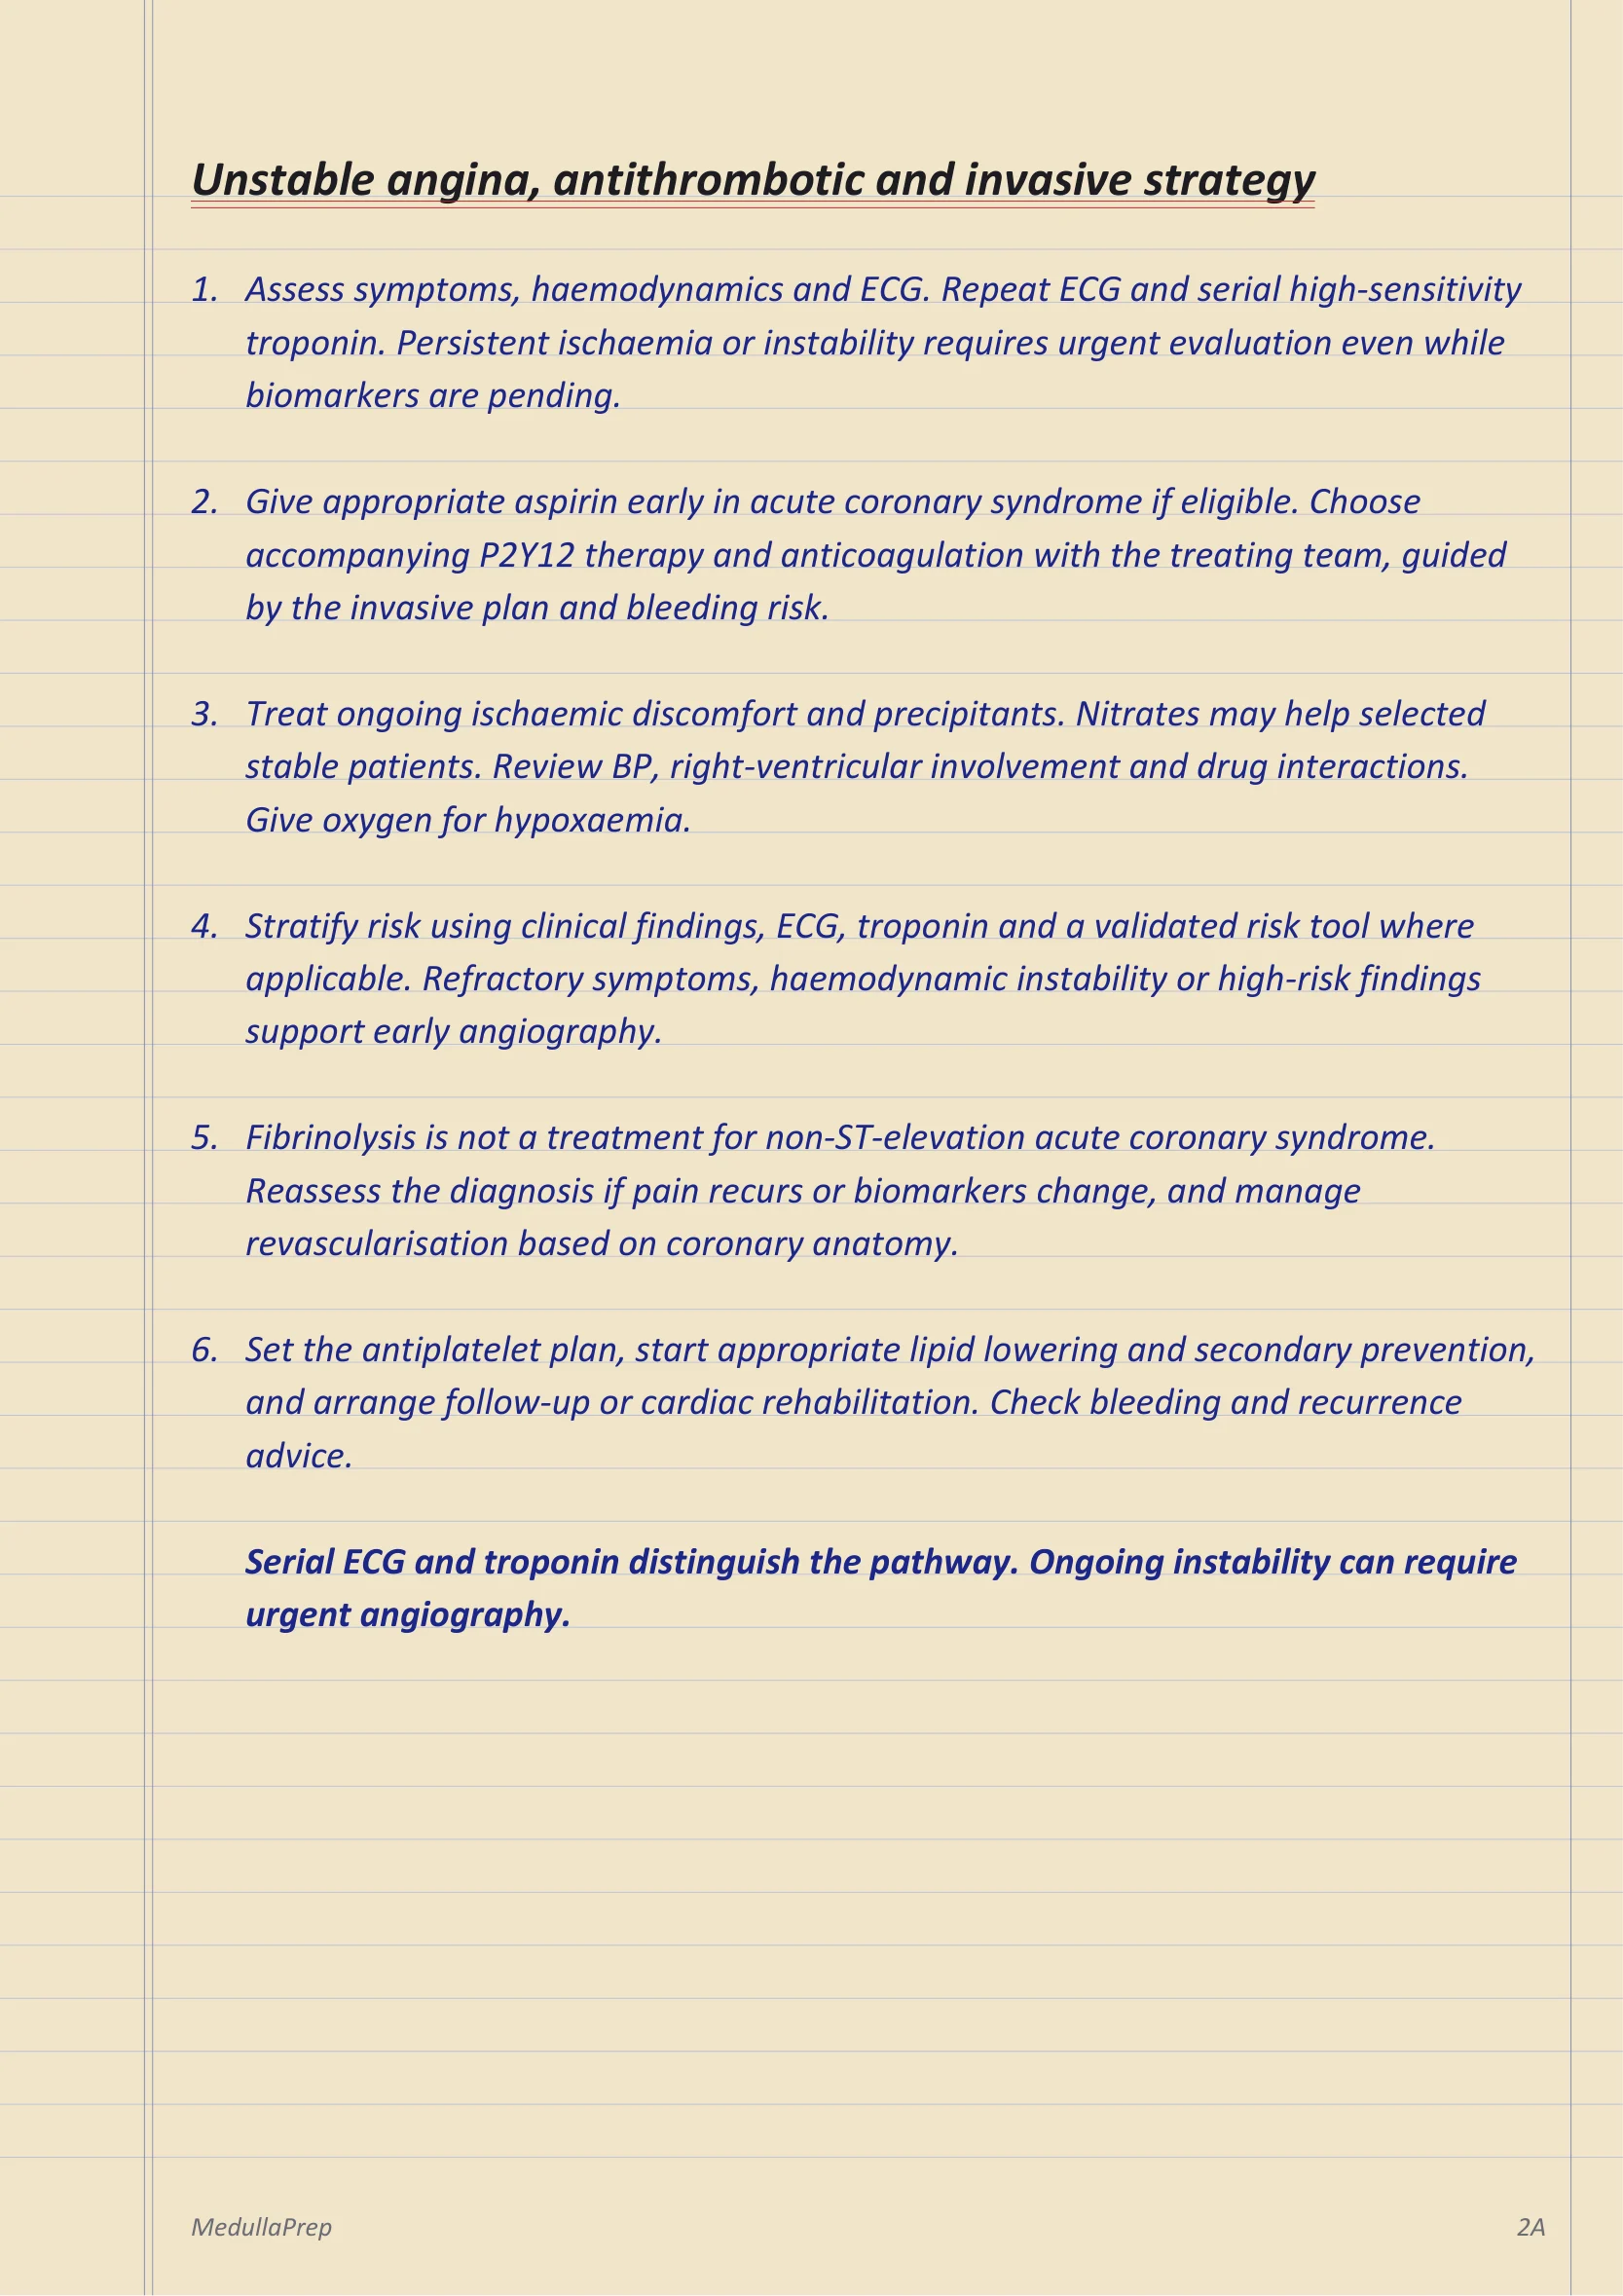 Unstable angina, antithrombotic and invasive strategy
1. Assess symptoms, haemodynamics and ECG. Repeat ECG and serial high-sensitivity
troponin. Persistent ischaemia or instability requires urgent evaluation even while
biomarkers are pending.
2. Give appropriate aspirin early in acute coronary syndrome if eligible. Choose
accompanying P2Y12 therapy and anticoagulation with the treating team, guided
by the invasive plan and bleeding risk.
3. Treat ongoing ischaemic discomfort and precipitants. Nitrates may help selected
stable patients. Review BP, right-ventricular involvement and drug interactions.
Give oxygen for hypoxaemia.
4. Stratify risk using clinical findings, ECG, troponin and a validated risk tool where
applicable. Refractory symptoms, haemodynamic instability or high-risk findings
support early angiography.
5. Fibrinolysis is not a treatment for non-ST-elevation acute coronary syndrome.
Reassess the diagnosis if pain recurs or biomarkers change, and manage
revascularisation based on coronary anatomy.
6. Set the antiplatelet plan, start appropriate lipid lowering and secondary prevention,
and arrange follow-up or cardiac rehabilitation. Check bleeding and recurrence
advice.
Serial ECG and troponin distinguish the pathway. Ongoing instability can require
urgent angiography.
MedullaPrep
2A